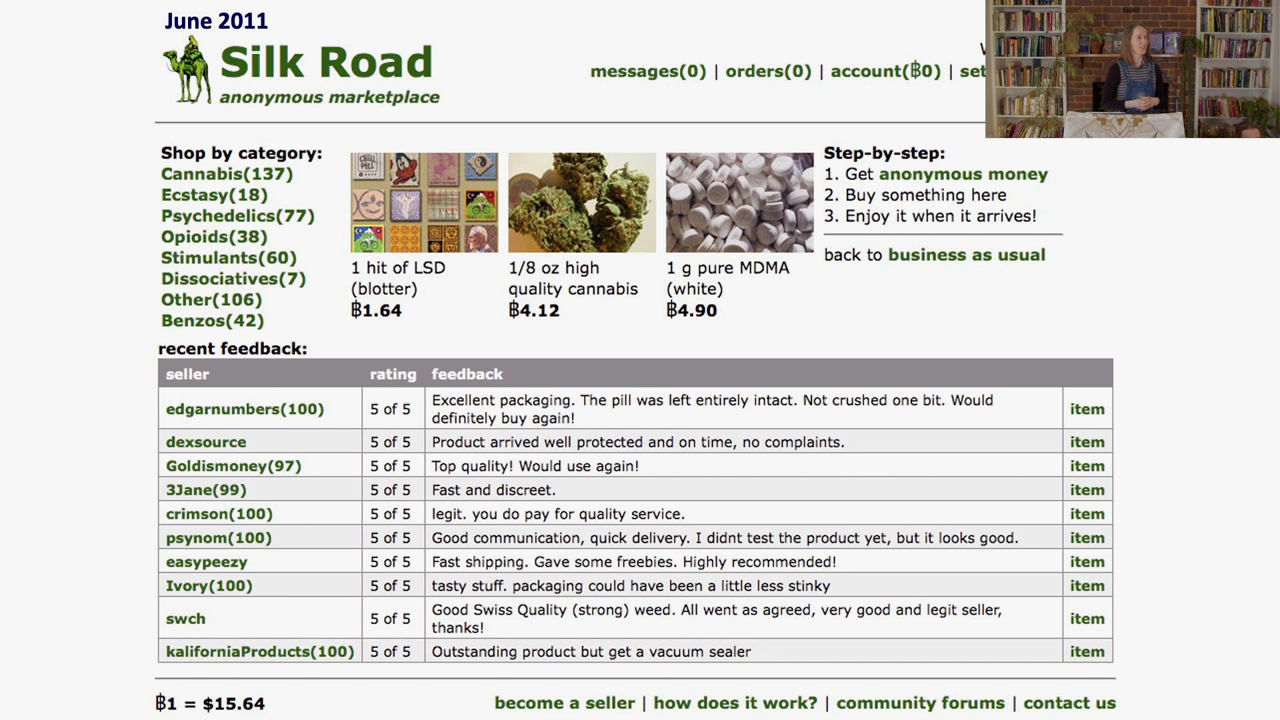 June 2011
Silk Road
anonymous marketplace
messages(0) | orders(0) | account(฿0) | set
Shop by category:
Cannabis(137)
Ecstasy(18)
Psychedelics(77)
Opioids(38)
Stimulants(60)
Dissociatives(7)
Other(106)
Benzos(42)
1 hit of LSD
(blotter)
฿1.64
1/8 oz high
quality cannabis
฿4.12
1 g pure MDMA
(white)
฿4.90
Step-by-step:
1. Get anonymous money
2. Buy something here
3. Enjoy it when it arrives!
back to business as usual
recent feedback:
seller rating feedback
edgarnumbers(100) 5 of 5 Excellent packaging. The pill was left entirely intact. Not crushed one bit. Would
definitely buy again! item
dexsource 5 of 5 Product arrived well protected and on time, no complaints. item
Goldismoney(97) 5 of 5 Top quality! Would use again! item
3Jane(99) 5 of 5 Fast and discreet. item
crimson(100) 5 of 5 legit. you do pay for quality service. item
psynom(100) 5 of 5 Good communication, quick delivery. I didnt test the product yet, but it looks good. item
easypeezy 5 of 5 Fast shipping. Gave some freebies. Highly recommended! item
Ivory(100) 5 of 5 tasty stuff. packaging could have been a little less stinky item
swch 5 of 5 Good Swiss Quality (strong) weed. All went as agreed, very good and legit seller,
thanks! item
kaliforniaProducts(100) 5 of 5 Outstanding product but get a vacuum sealer item
฿1 = $15.64
become a seller | how does it work? | community forums | contact us